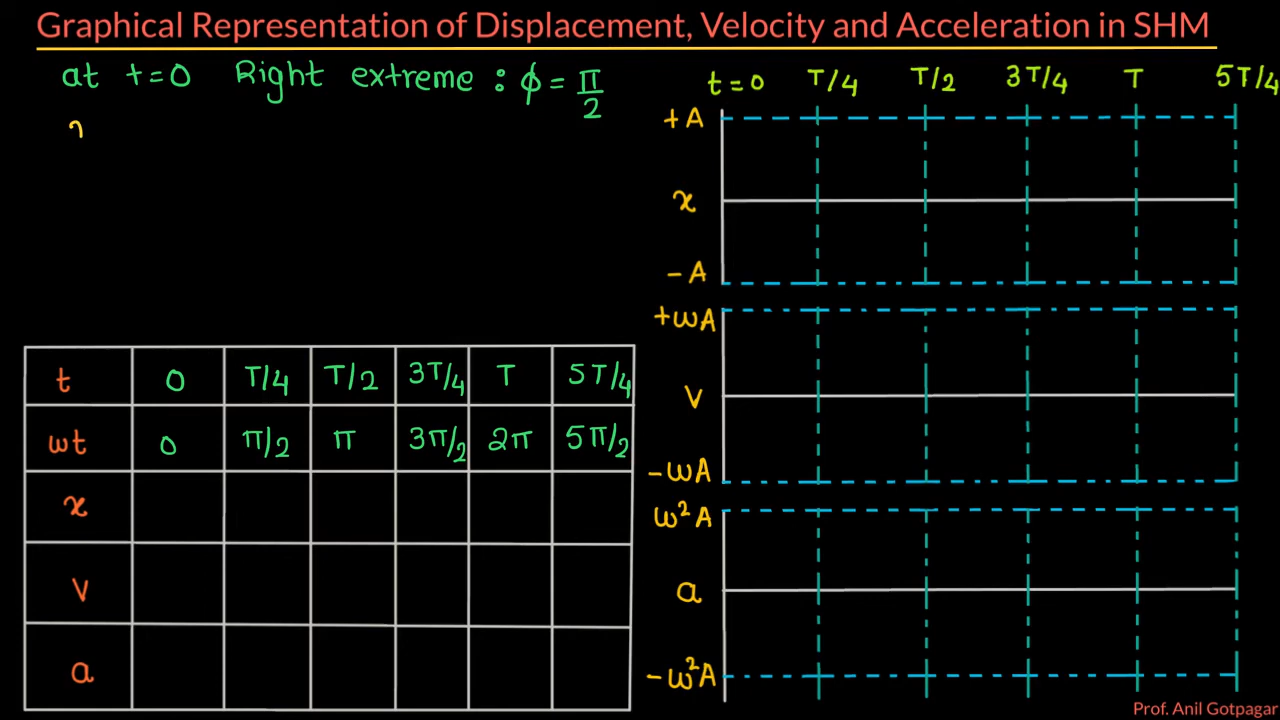 Graphical Representation of Displacement, Velocity and Acceleration in SHM
at t=0 Right extreme : ϕ = π/2
t 0 T/4 T/2 3T/4 T 5T/4
ωt 0 π/2 π 3π/2 2π 5π/2
x
v
a
t=0 T/4 T/2 3T/4 T 5T/4
+A
x
-A
+ωA
v
-ωA
ω²A
a
-ω²A
Prof. Anil Gotpagar